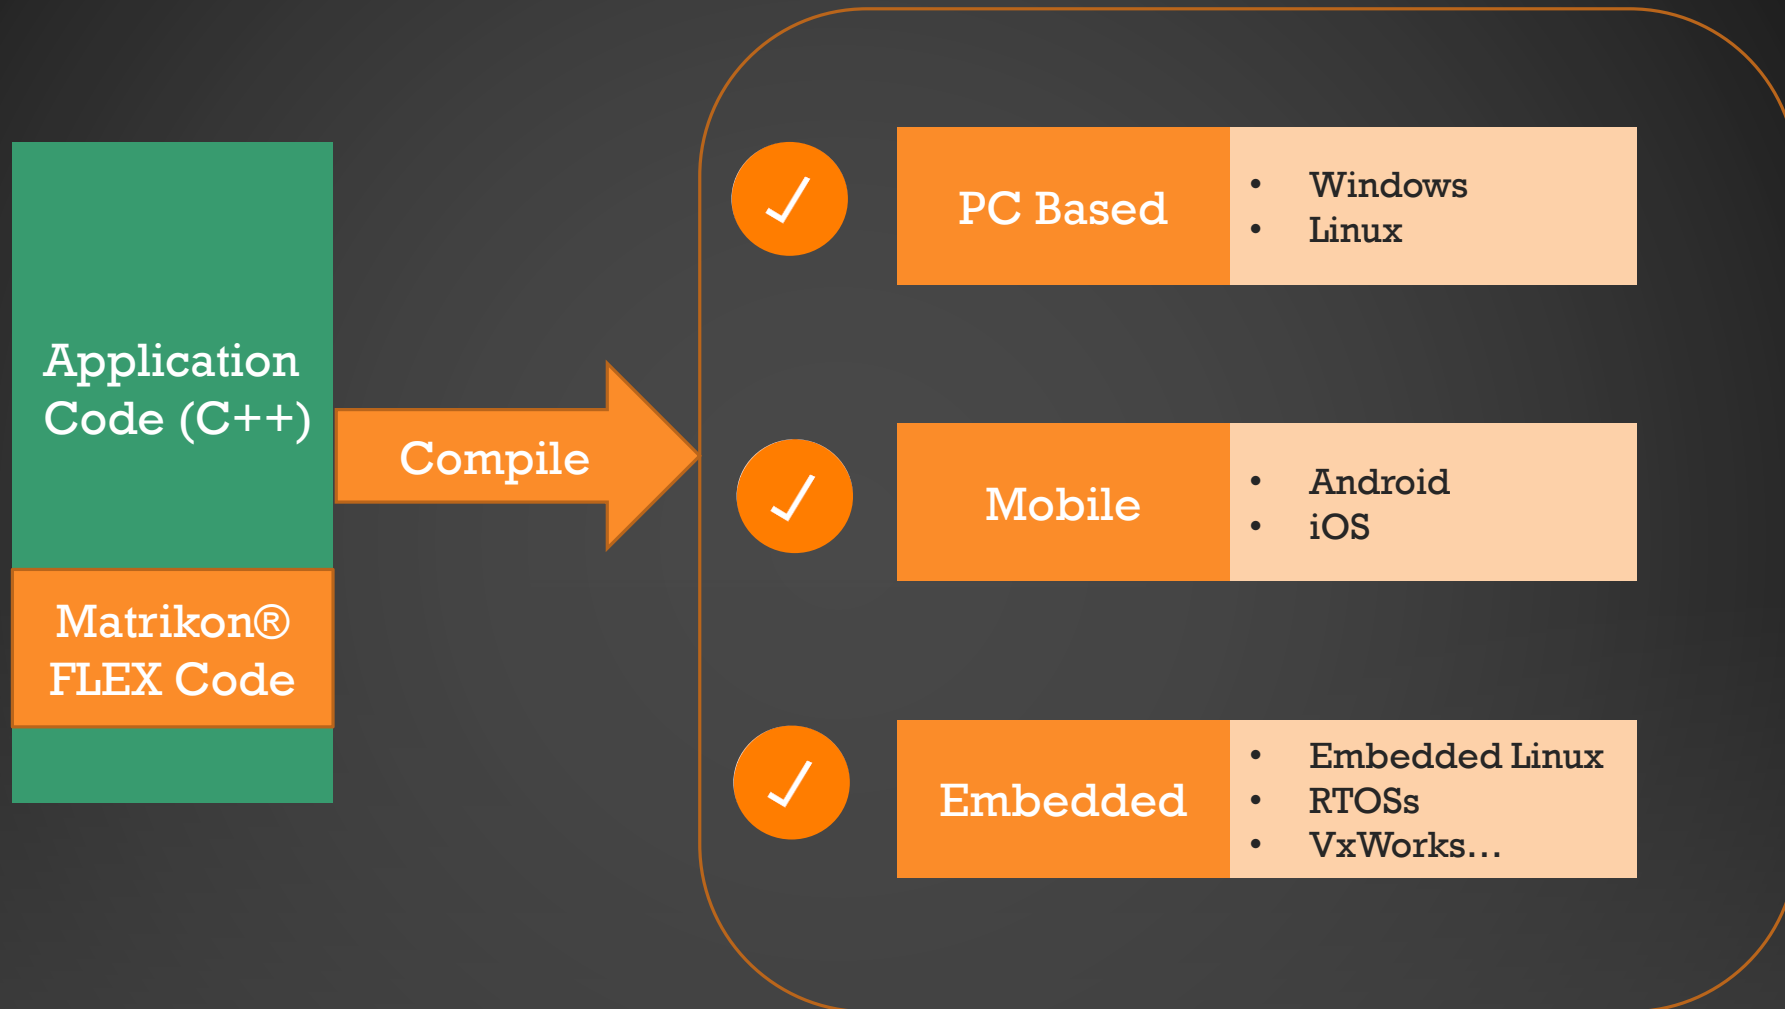 Application
Code (C++)
Matrikon®
FLEX Code
Compile
PC Based
• Windows
• Linux
Mobile
• Android
• iOS
Embedded
• Embedded Linux
• RTOSs
• VxWorks...